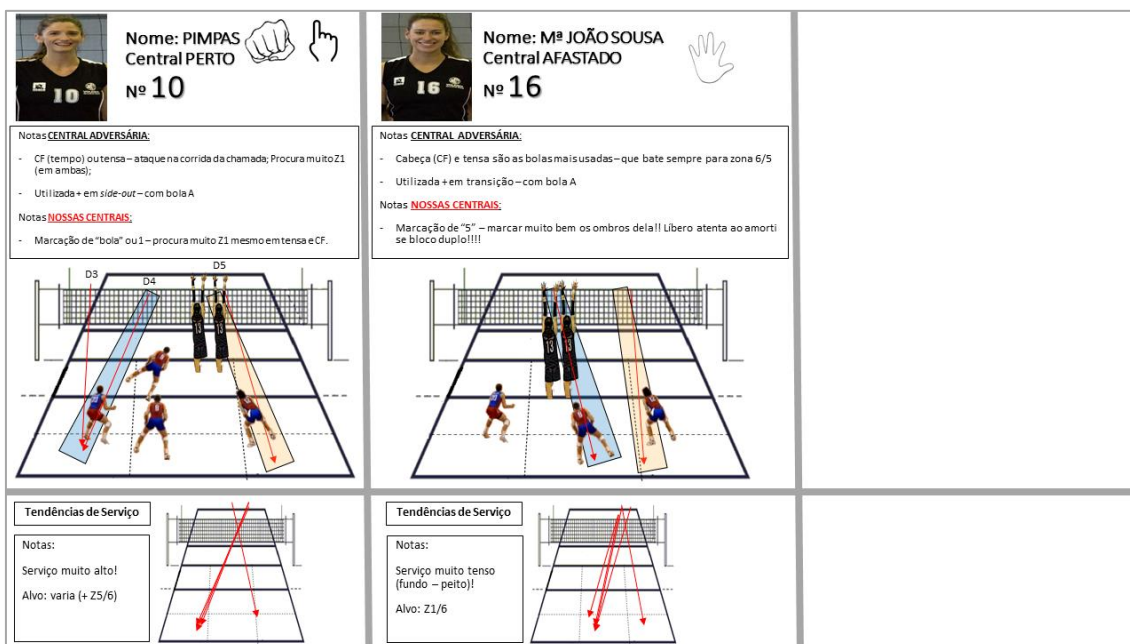 Nome: PIMPAS
Central PERTO
Nº 10
10
Notas CENTRAL ADVERSÁRIA:
- CF (tempo) ou tensa – ataque na corrida da chamada; Procura muito Z1
(em ambas);
- Utilizada + em side-out – com bola A
Notas NOSSAS CENTRAIS:
- Marcação de “bola” ou 1 – procura muito Z1 mesmo em tensa e CF.
D3
D4
D5
Tendências de Serviço
Notas:
Serviço muito alto!
Alvo: varia (+ Z5/6)
Nome: Mª JOÃO SOUSA
Central AFASTADO
Nº 16
16
Notas CENTRAL ADVERSÁRIA:
- Cabeça (CF) e tensa são as bolas mais usadas – que bate sempre para zona 6/5
- Utilizada + em transição – com bola A
Notas NOSSAS CENTRAIS:
- Marcação de “5” – marcar muito bem os ombros dela!! Líbero atenta ao amorti
se bloco duplo!!!!
Tendências de Serviço
Notas:
Serviço muito tenso
(fundo – peito)!
Alvo: Z1/6